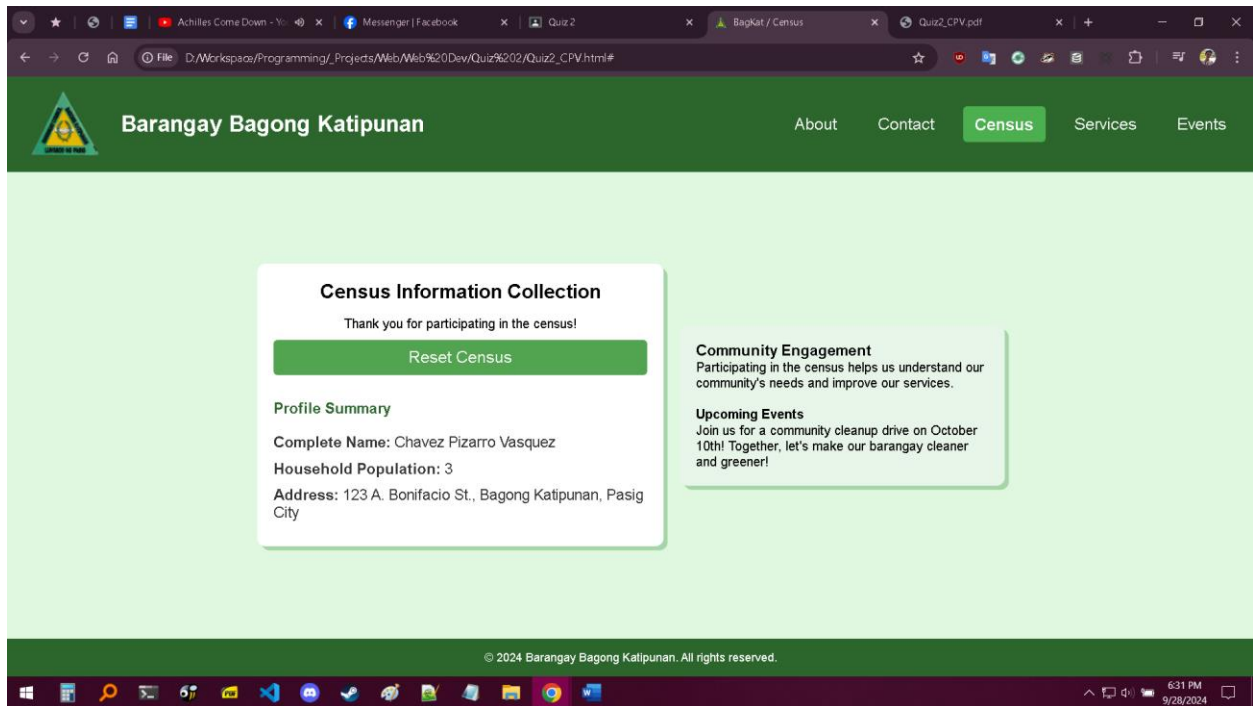 Achilles Come Down - Yo
Messenger | Facebook
Quiz 2
BagKat / Census
Quiz2_CPV.pdf
File
D:/Workspace/Programming/_Projects/Web/Web%20Dev/Quiz%202/Quiz2_CPV.html#
Barangay Bagong Katipunan
About
Contact
Census
Services
Events
Census Information Collection
Thank you for participating in the census!
Reset Census
Profile Summary
Complete Name: Chavez Pizarro Vasquez
Household Population: 3
Address: 123 A. Bonifacio St., Bagong Katipunan, Pasig
City
Community Engagement
Participating in the census helps us understand our
community's needs and improve our services.
Upcoming Events
Join us for a community cleanup drive on October
10th! Together, let's make our barangay cleaner
and greener!
© 2024 Barangay Bagong Katipunan. All rights reserved.
6:31 PM
9/28/2024